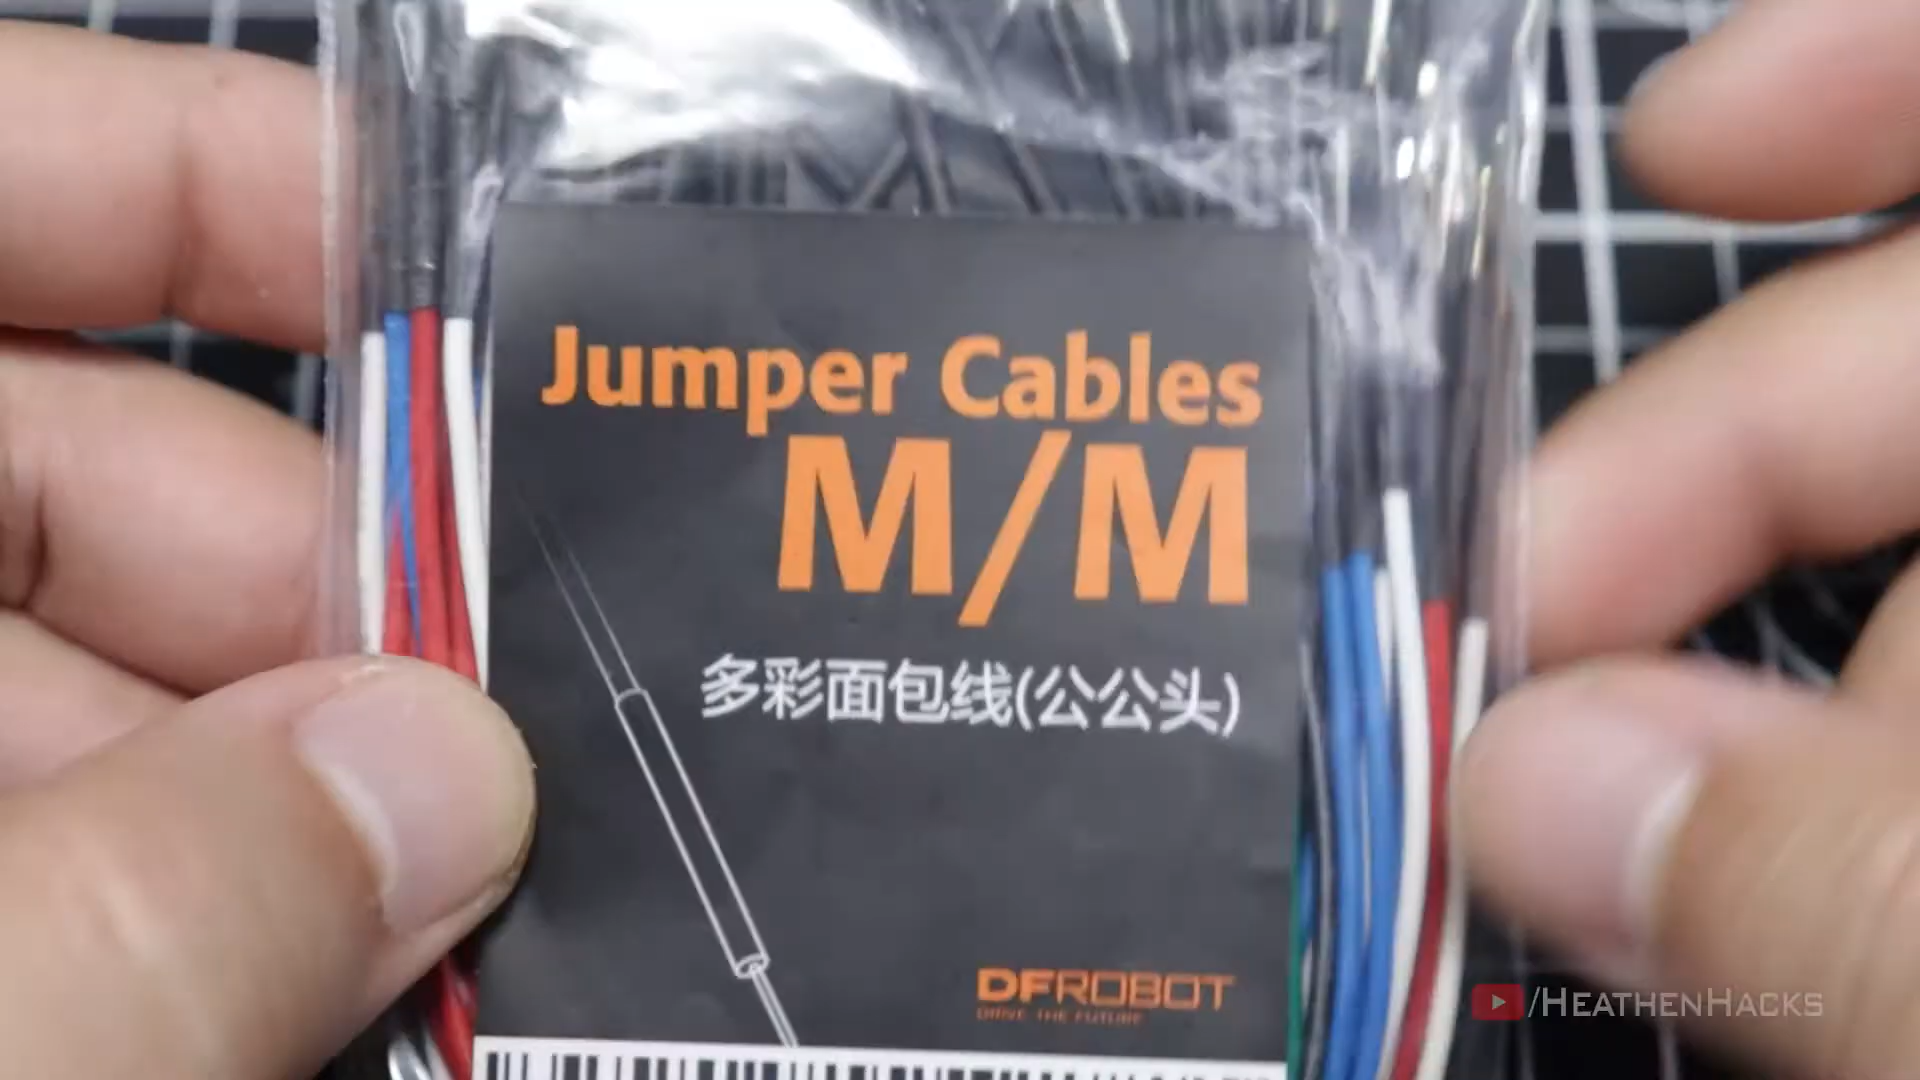 Jumper Cables
M/M
多彩面包线(公公头)
DFROBOT
DRIVE THE FUTURE
/HEATHENHACKS